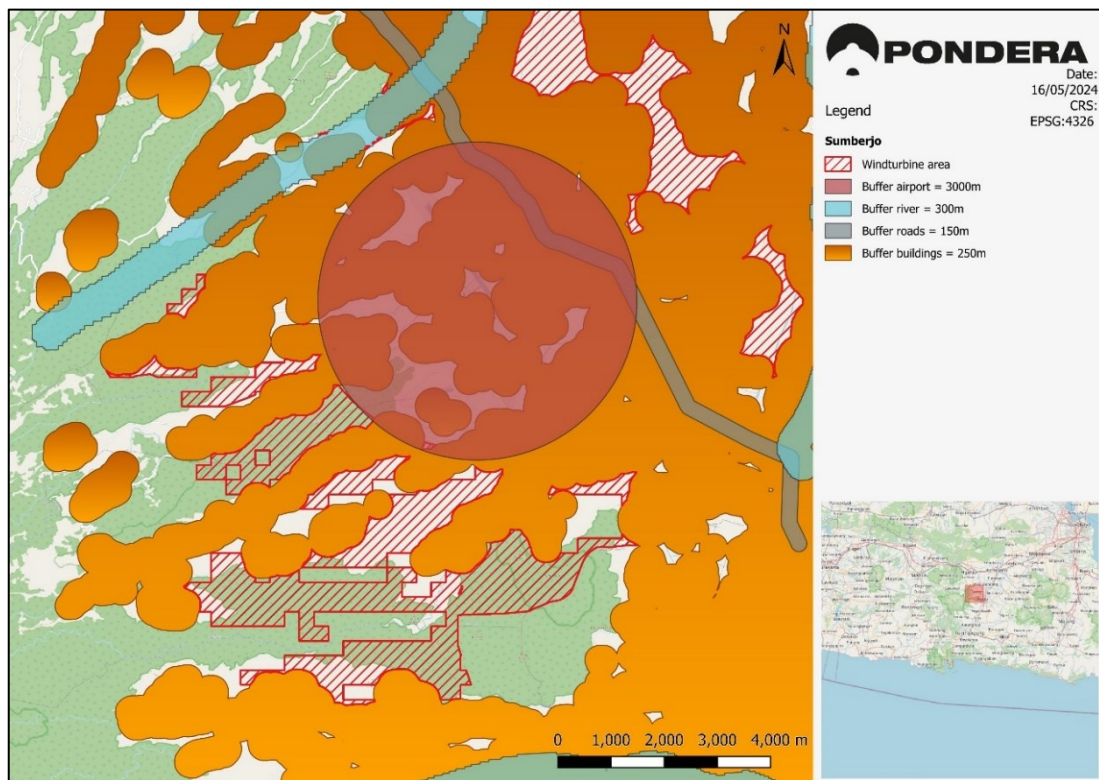 N
PONDERA
Date:
16/05/2024
CRS:
EPSG:4326
Legend
Sumberjo
Windturbine area
Buffer airport = 3000m
Buffer river = 300m
Buffer roads = 150m
Buffer buildings = 250m
0 1,000 2,000 3,000 4,000 m